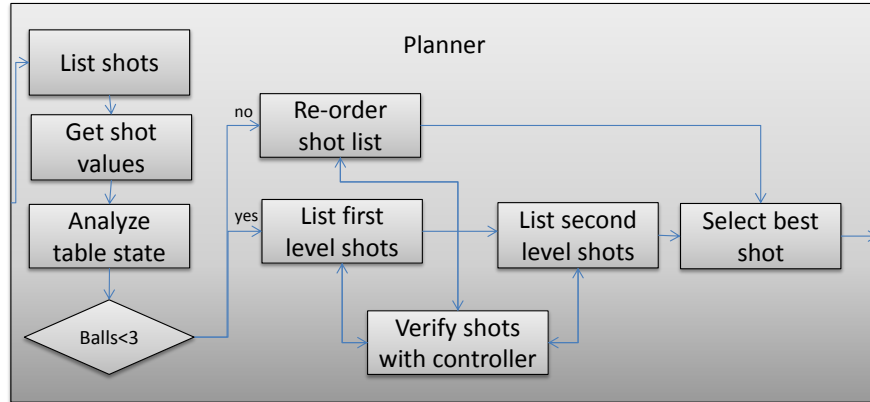 Planner
List shots
Get shot
values
Analyze
table state
Balls<3
no
Re-order
shot list
yes
List first
level shots
List second
level shots
Select best
shot
Verify shots
with controller